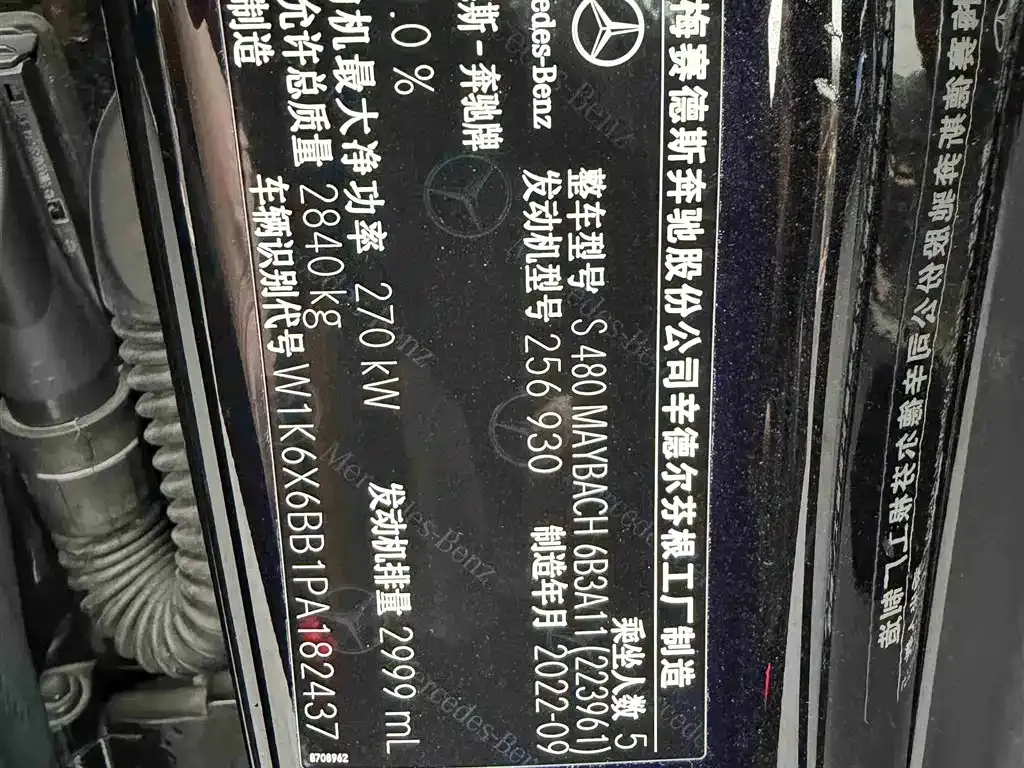 梅赛德斯奔驰股份公司辛德尔芬根工厂制造
乘坐人数 5
整车型号 S 480 MAYBACH 6B3A11 (223961)
Mercedes-Benz
发动机型号 256 930
制造年月 2022-09
斯-奔驰牌
.0 %
机最大净功率 270 kW
发动机排量 2999 mL
允许总质量 2840 kg
制造
车辆识别代号 W1K6X6BB1PA182437
8708962